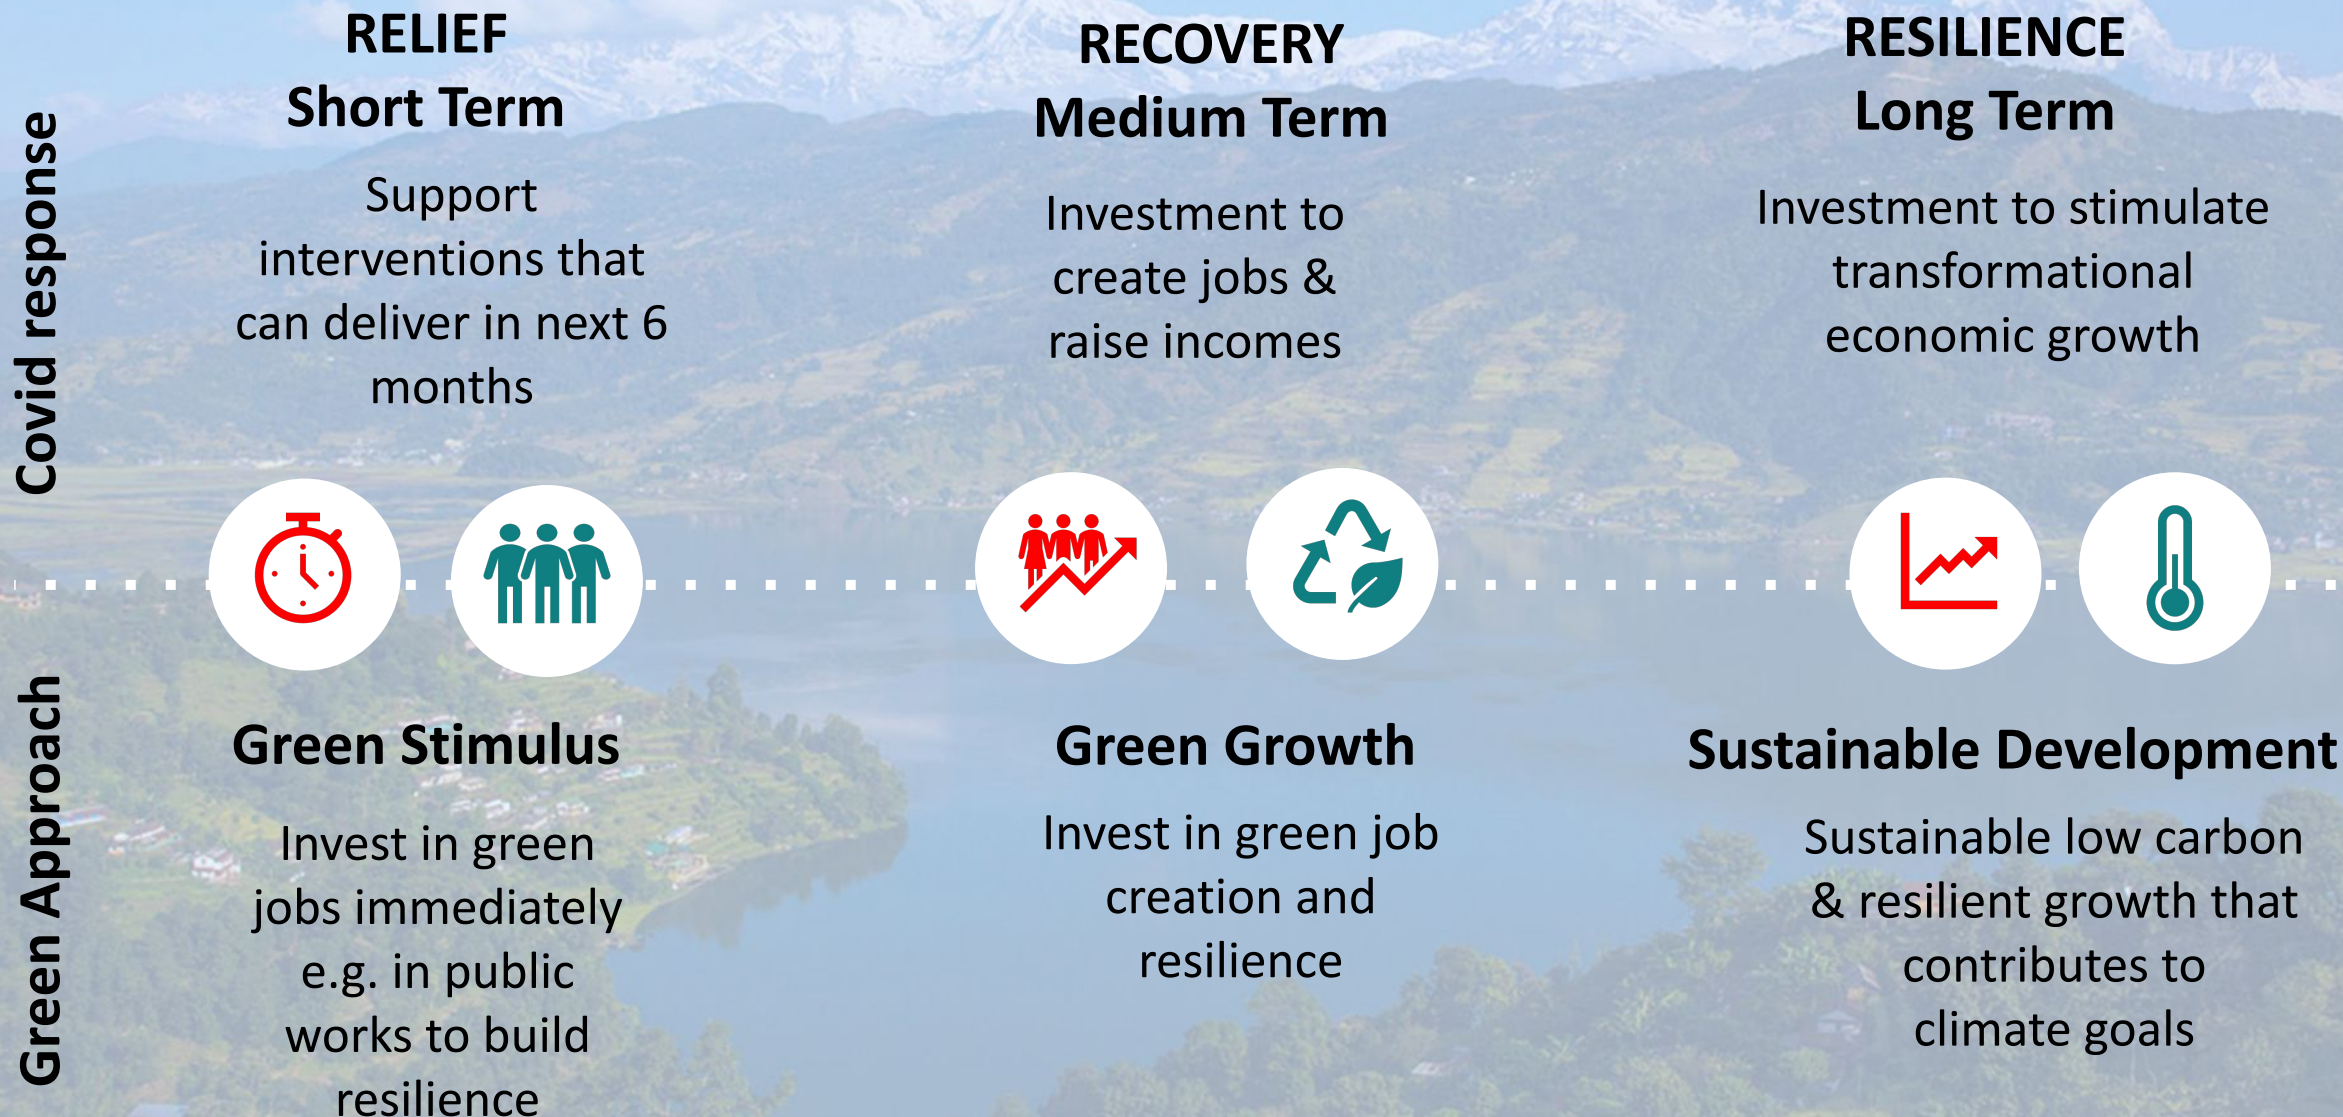 Covid response
RELIEF
Short Term
Support
interventions that
can deliver in next 6
months
RECOVERY
Medium Term
Investment to
create jobs &
raise incomes
RESILIENCE
Long Term
Investment to stimulate
transformational
economic growth
Green Approach
Green Stimulus
Invest in green
jobs immediately
e.g. in public
works to build
resilience
Green Growth
Invest in green job
creation and
resilience
Sustainable Development
Sustainable low carbon
& resilient growth that
contributes to
climate goals